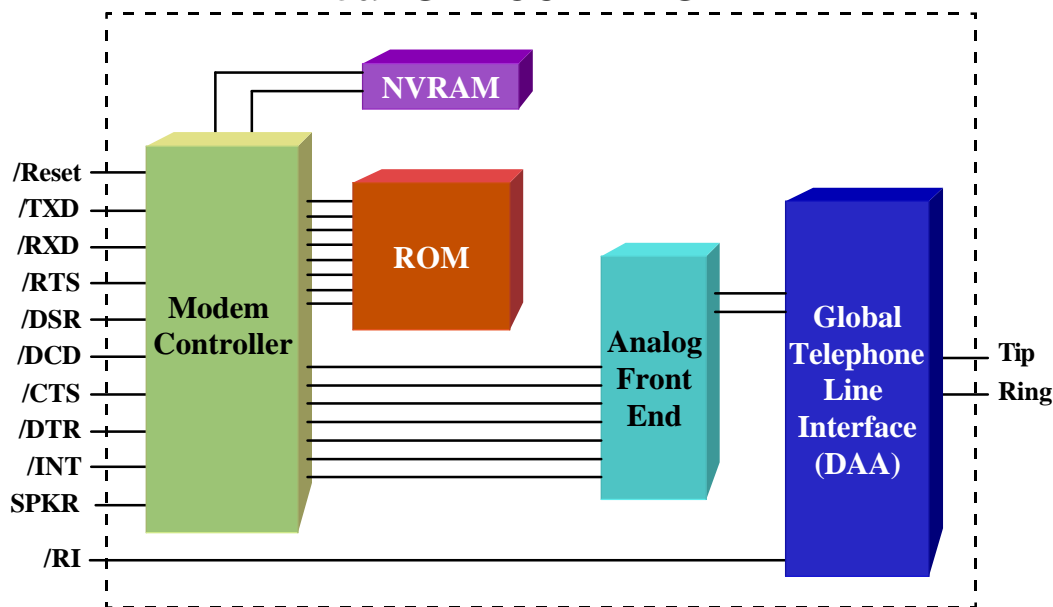 NVRAM
/Reset
/TXD
/RXD
/RTS
/DSR
/DCD
/CTS
/DTR
/INT
SPKR
/RI
Modem
Controller
ROM
Analog
Front
End
Global
Telephone
Line
Interface
(DAA)
Tip
Ring